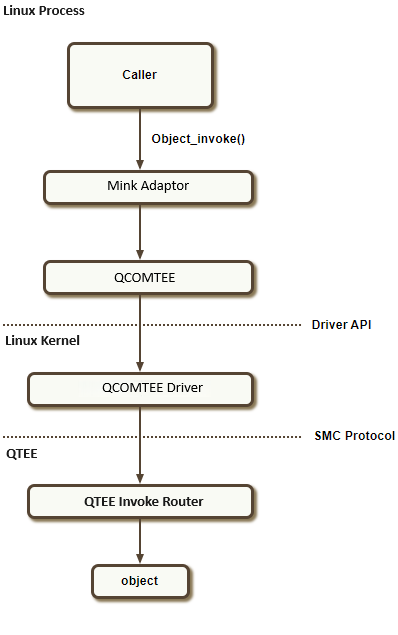 Linux Process
Caller
Object_invoke()
Mink Adaptor
QCOMTEE
Driver API
Linux Kernel
QCOMTEE Driver
SMC Protocol
QTEE
QTEE Invoke Router
object